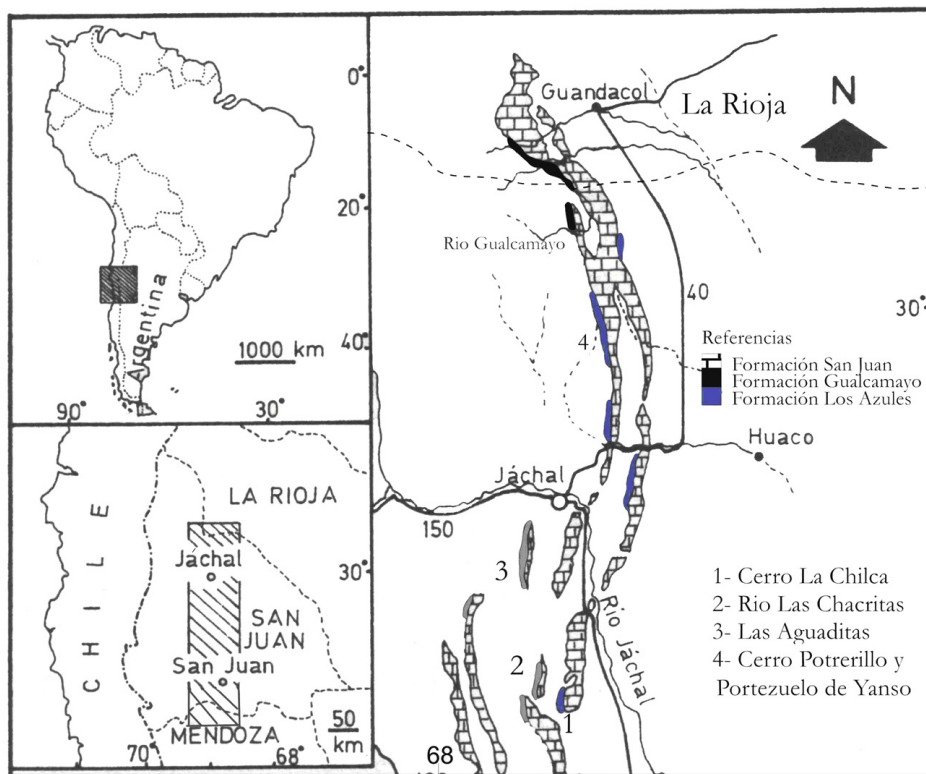 0°
20°
40°
Argentina
1000 km
90°
30°
CHILE
LA RIOJA
Jáchal
30°
SAN
JUAN
San Juan
MENDOZA
50
km
70°
68°
Guandacol
La Rioja
N
Rio Gualcamayo
40
30°
4
Referencias
Formación San Juan
Formación Gualcamayo
Formación Los Azules
Huaco
Jáchal
150
3
Río Jáchal
2
1
68
1- Cerro La Chilca
2- Rio Las Chacritas
3- Las Aguaditas
4- Cerro Potrerillo y
Portezuelo de Yanso